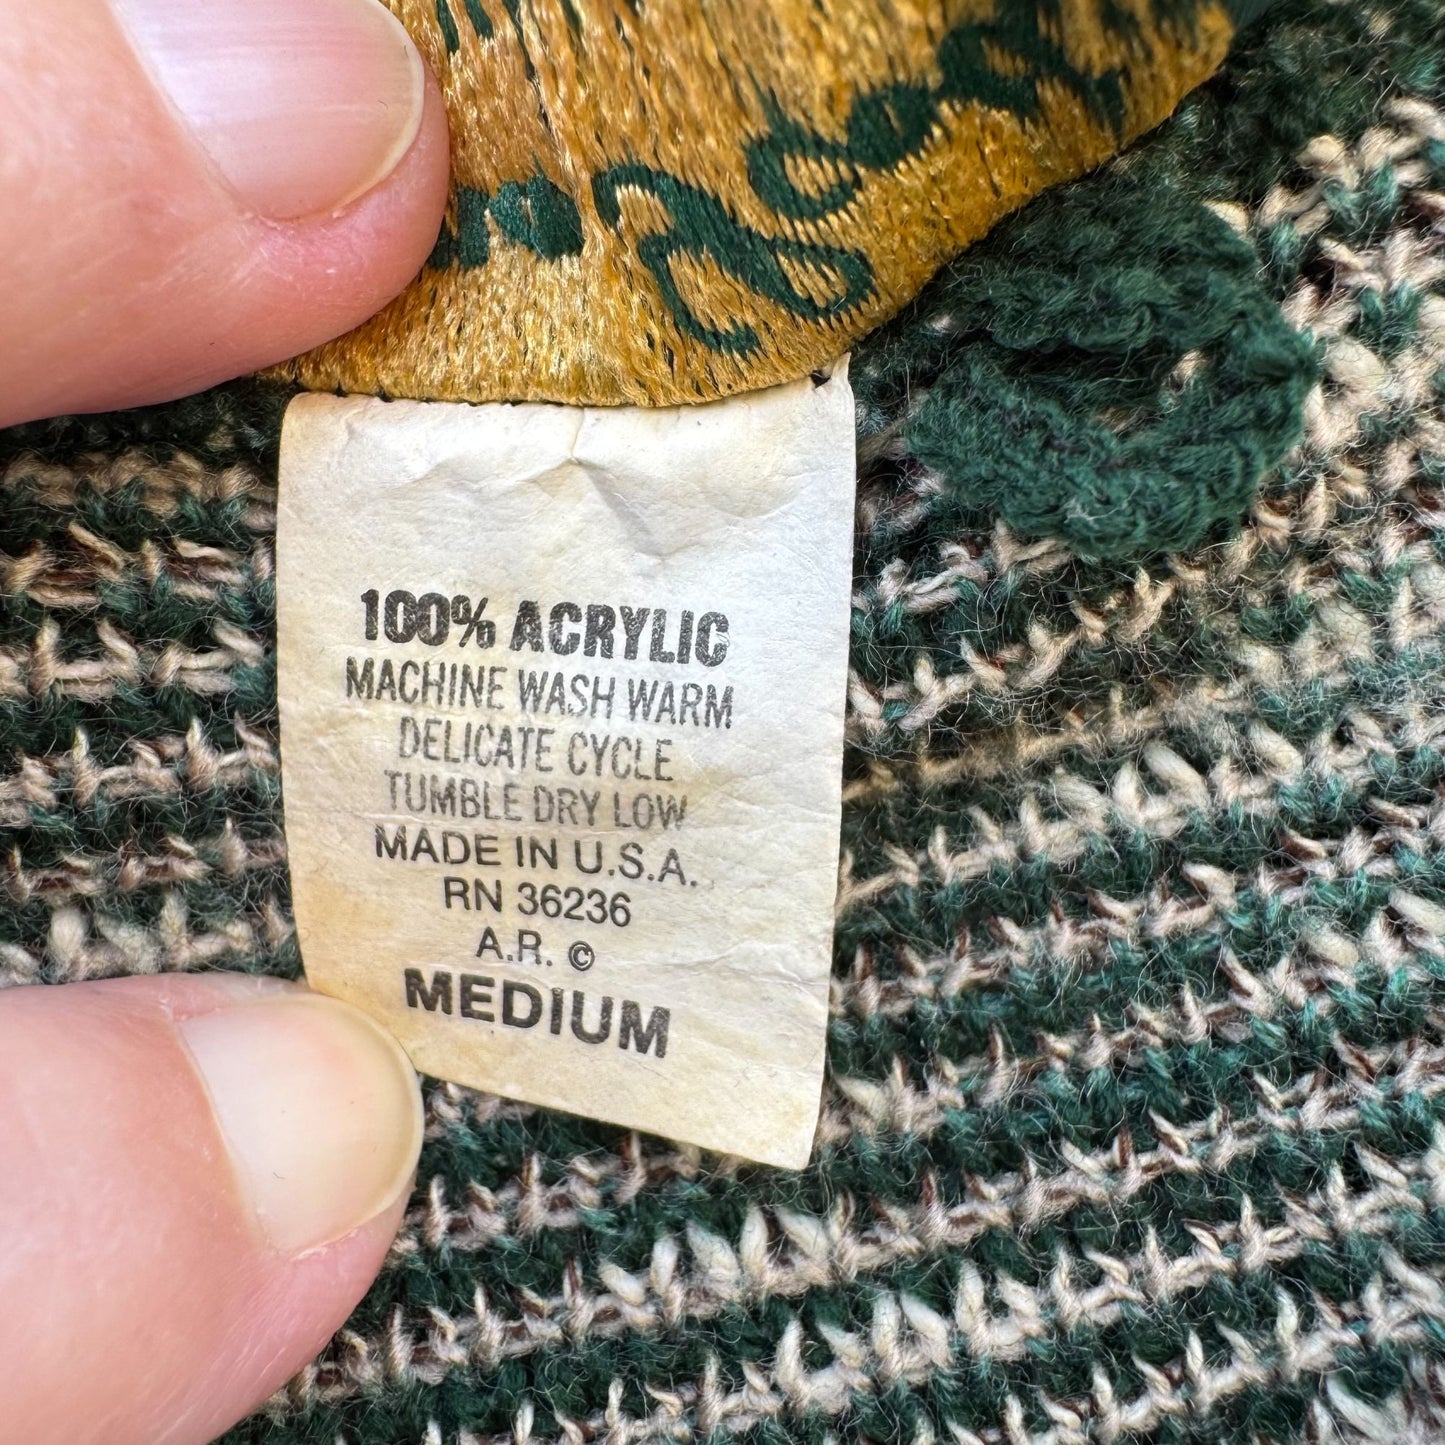 100% ACRYLIC
MACHINE WASH WARM
DELICATE CYCLE
TUMBLE DRY LOW
MADE IN U.S.A.
RN 36236
A.R. ©
MEDIUM